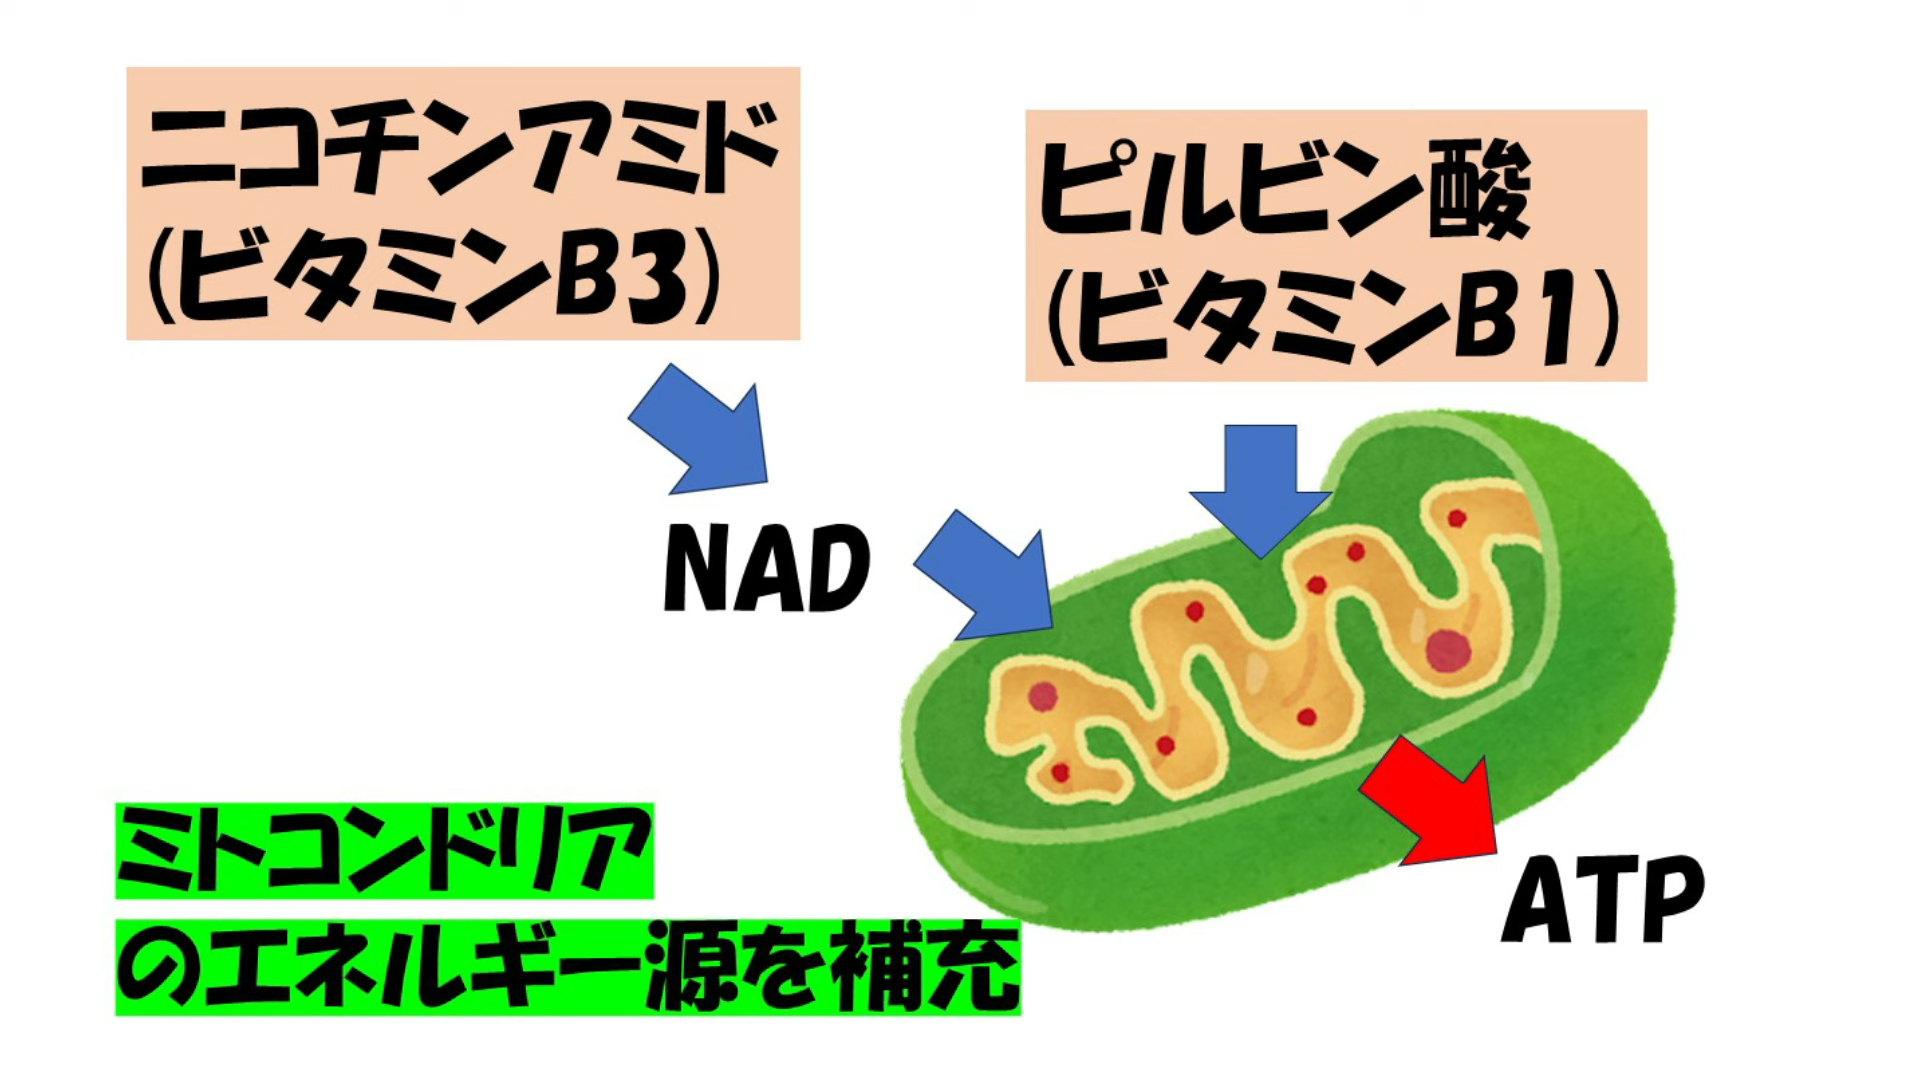 ニコチンアミド
(ビタミンB3)
ピルビン酸
(ビタミンB1)
NAD
ATP
ミトコンドリア
のエネルギー源を補充